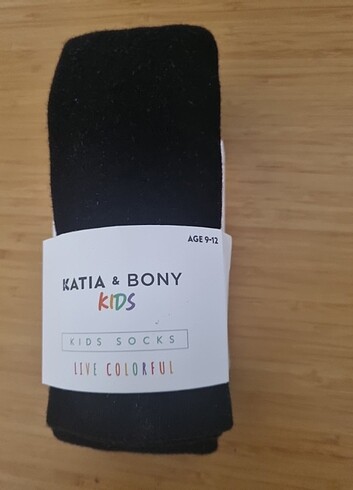 AGE 9-12
KATIA & BONY
KIDS
KIDS SOCKS
LIVE COLORFUL